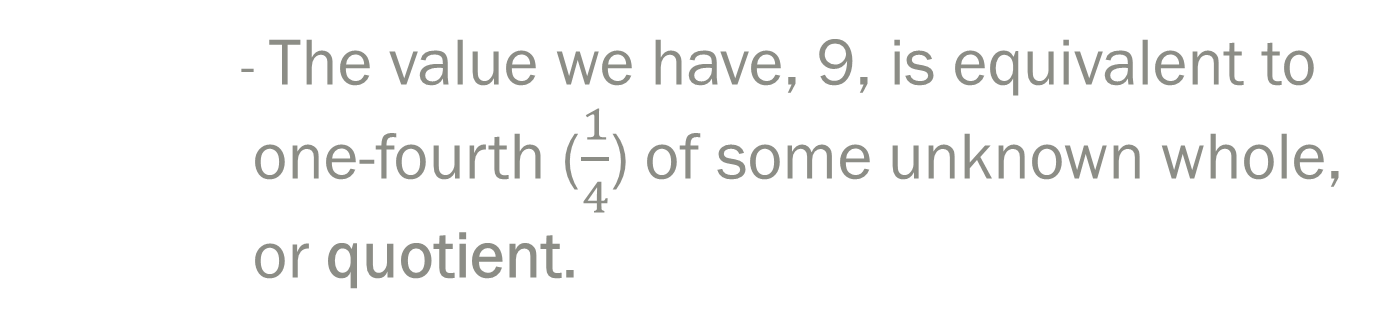 - The value we have, 9, is equivalent to
one-fourth (1/4) of some unknown whole,
or quotient.